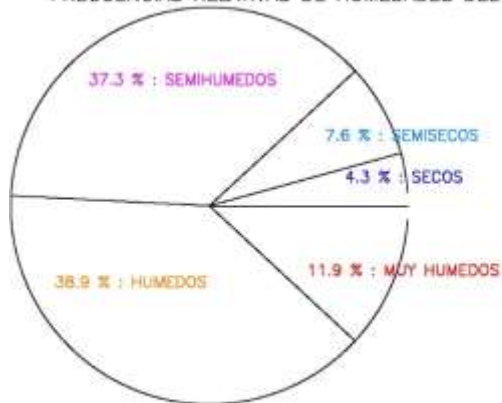 FRECUENCIAS RELATIVAS DE HUMEDADES DEL
37.3 % : SEMIHUMEDOS
7.6 % : SEMISECOS
4.3 % : SECOS
11.9 % : MUY HUMEDOS
38.9 % : HUMEDOS